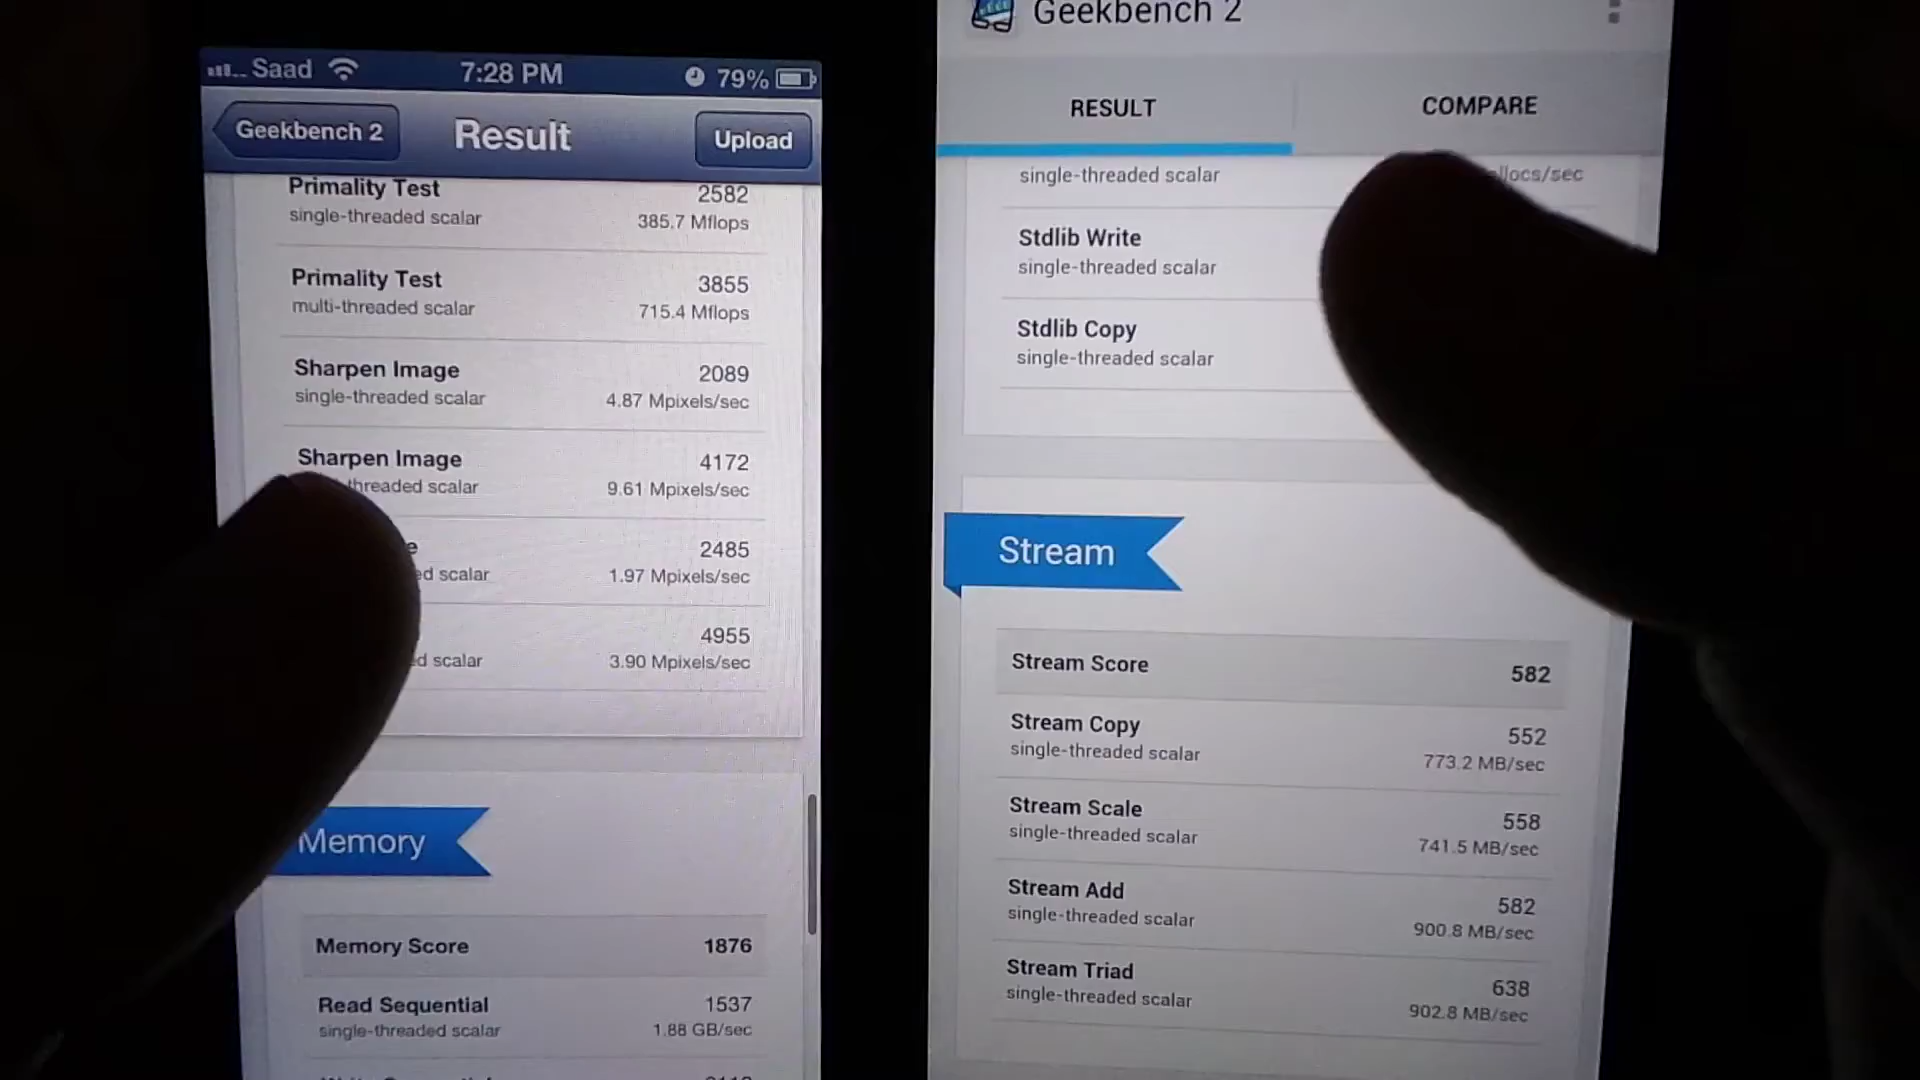 Saad 7:28 PM 79%
Geekbench 2 Result Upload
Primality Test 2582
single-threaded scalar 385.7 Mflops
Primality Test 3855
multi-threaded scalar 715.4 Mflops
Sharpen Image 2089
single-threaded scalar 4.87 Mpixels/sec
Sharpen Image 4172
threaded scalar 9.61 Mpixels/sec
2485
scalar 1.97 Mpixels/sec
4955
scalar 3.90 Mpixels/sec
Memory
Memory Score 1876
Read Sequential 1537
single-threaded scalar 1.88 GB/sec
Geekbench 2
RESULT COMPARE
single-threaded scalar
Stdlib Write
single-threaded scalar
Stdlib Copy
single-threaded scalar
Stream
Stream Score 582
Stream Copy 552
single-threaded scalar 773.2 MB/sec
Stream Scale 558
single-threaded scalar 741.5 MB/sec
Stream Add 582
single-threaded scalar 900.8 MB/sec
Stream Triad 638
single-threaded scalar 902.8 MB/sec